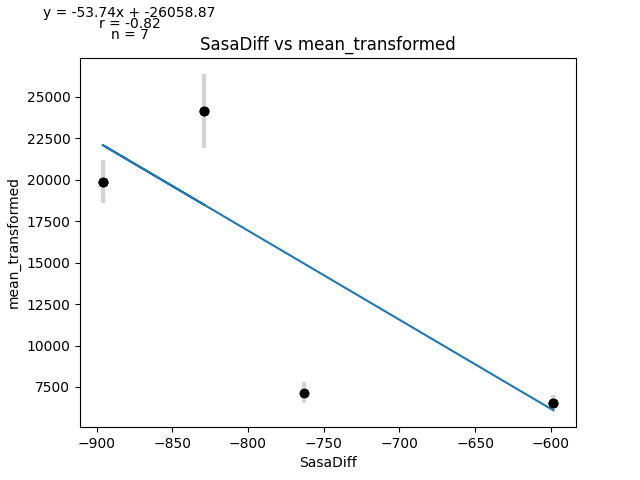 y = -53.74x + -26058.87
r = -0.82
n = 7
SasaDiff vs mean_transformed
mean_transformed
25000
22500
20000
17500
15000
12500
10000
7500
−900
−850
−800
−750
−700
−650
−600
SasaDiff